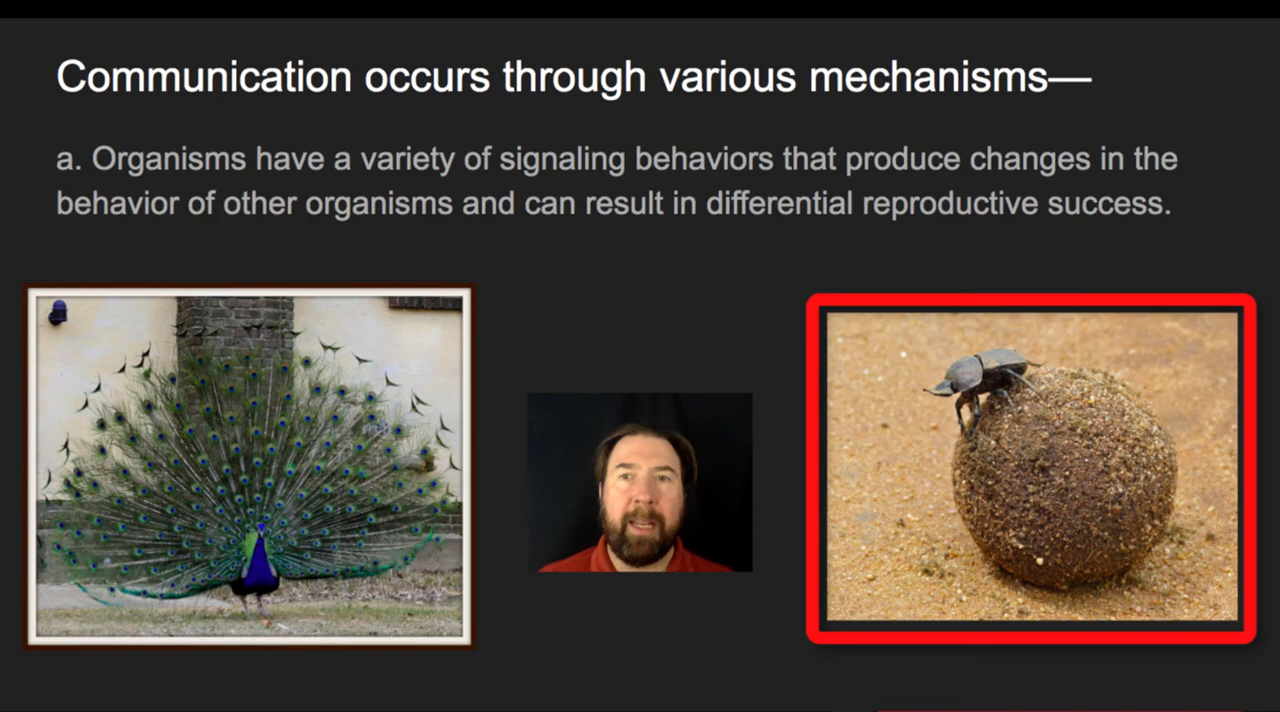 Communication occurs through various mechanisms—
a. Organisms have a variety of signaling behaviors that produce changes in the
behavior of other organisms and can result in differential reproductive success.